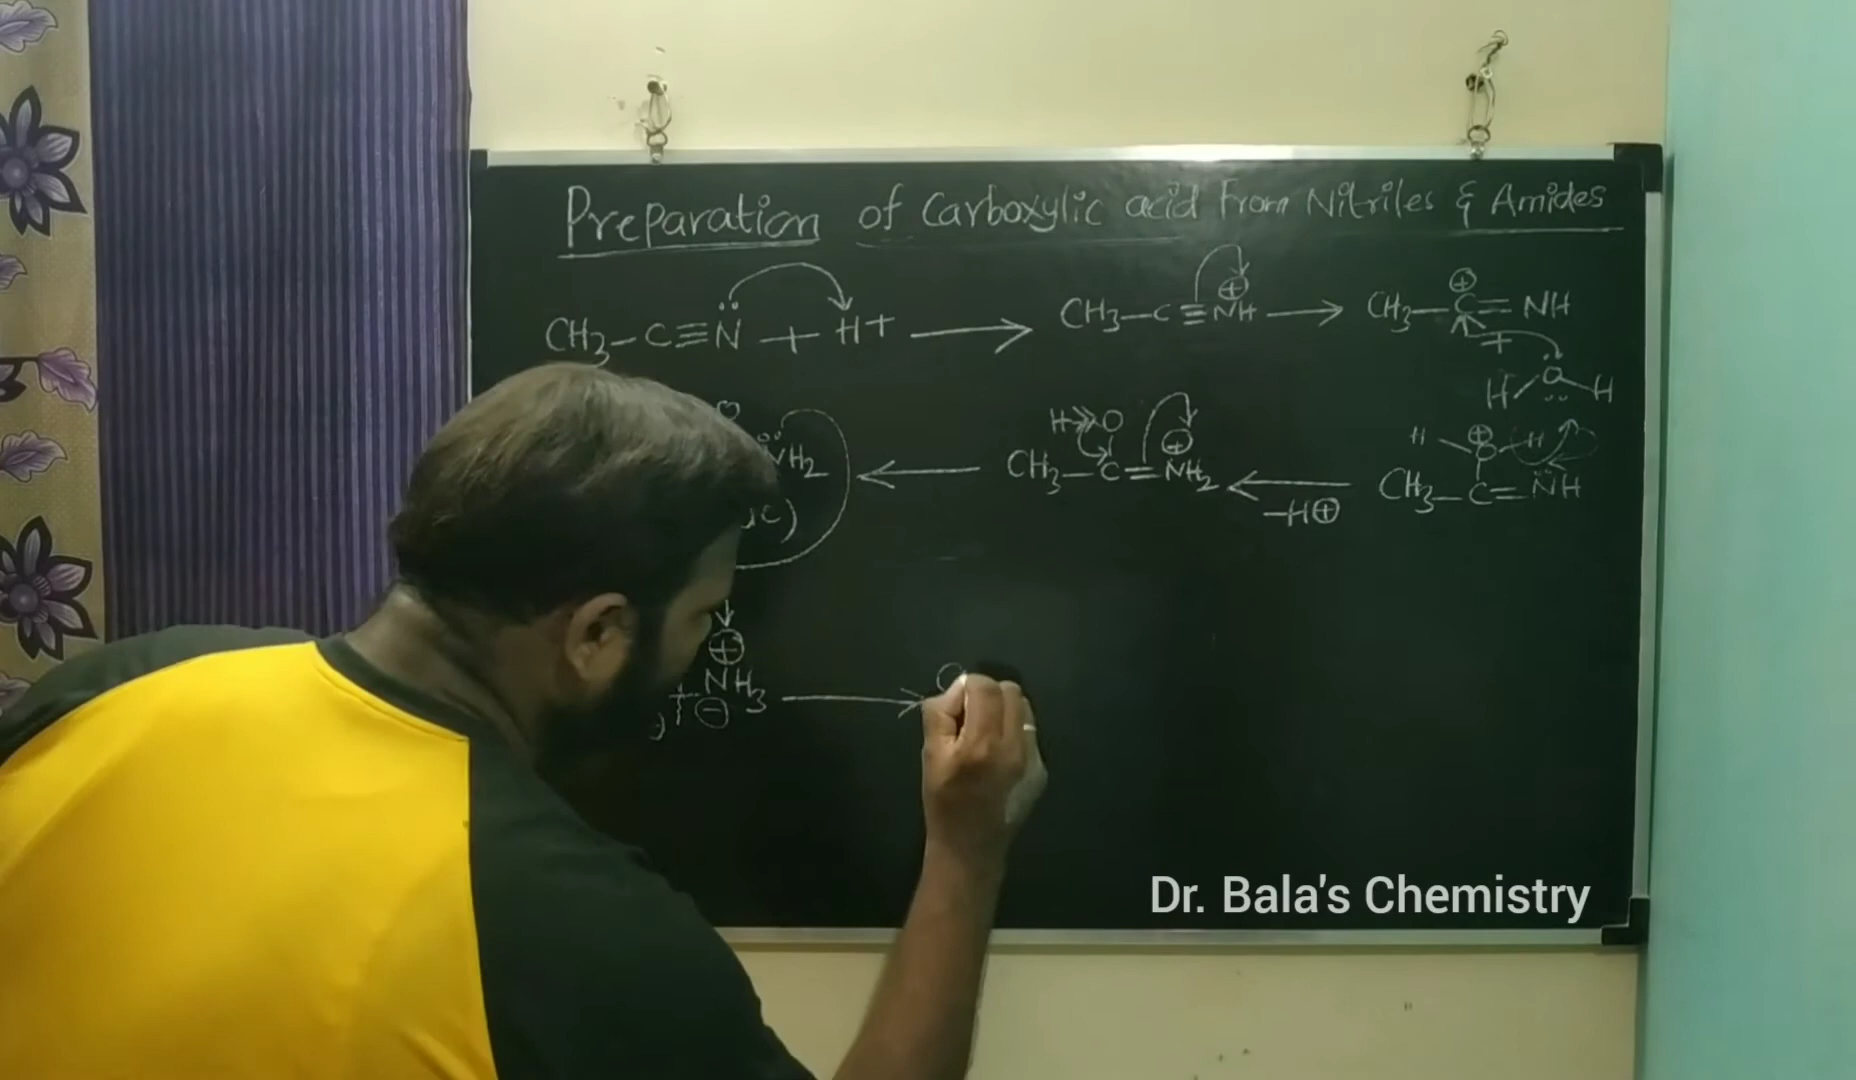 Preparation of Carboxylic acid From Nitriles & Amides
CH3-C≡N̈ + H+ ⟶ CH3-C≡NH ⊕ ⟶ CH3-C=NH ⊕
+
H O H
H O
CH3-C=NH2 ⊕
NH2
⟵
⟵
-H⊕
H ⊕ O H
CH3-C=N̈H
⊕
NH3 ⟶
⊖
Dr. Bala's Chemistry